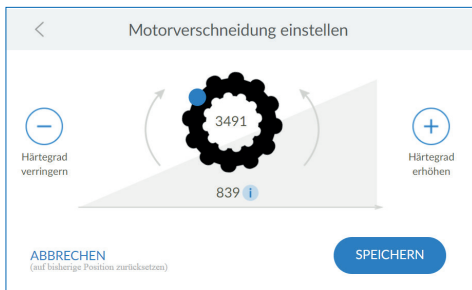 Motorverschneidung einstellen
3491
Härtegrad
verringern
Härtegrad
erhöhen
839 i
ABBRECHEN
(auf bisherige Position zurücksetzen)
SPEICHERN